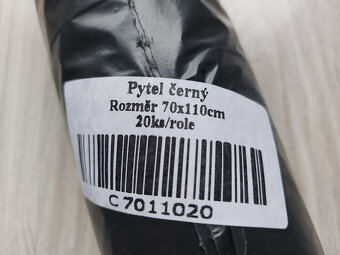 Pytel černý
Rozměr 70x110cm
20ks/role
C7011020